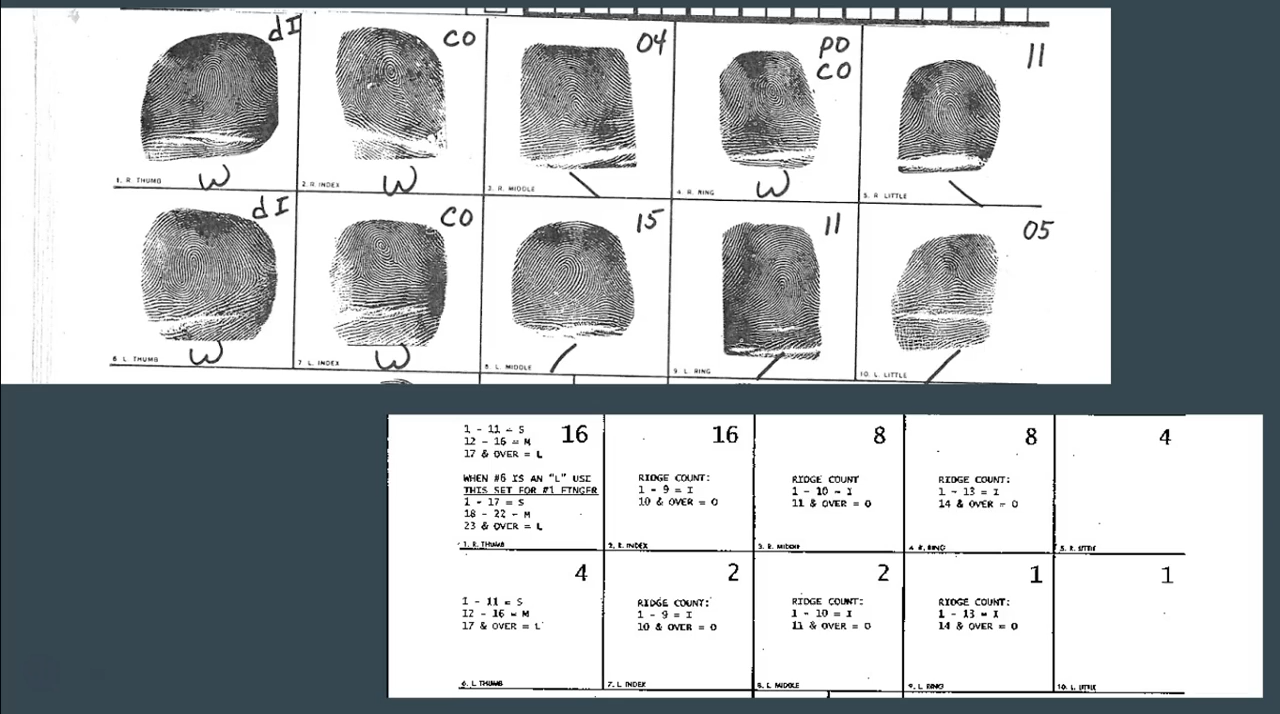 dI
CO
04
PO
CO
11
1. R. THUMB
W
2. R. INDEX
W
3. R. MIDDLE
\
4. R. RING
W
5. R. LITTLE
\
dI
CO
15
11
05
6. L. THUMB
W
7. L. INDEX
W
8. L. MIDDLE
/
9. L. RING
/
10. L. LITTLE
/
1 - 11 = S
12 - 16 = M
17 & OVER = L
16
WHEN #6 IS AN "L" USE
THIS SET FOR #1 FINGER
1 - 17 = S
18 - 22 - M
23 & OVER = L
1. R. THUMB
16
RIDGE COUNT:
1 - 9 = I
10 & OVER = O
2. R. INDEX
8
RIDGE COUNT
1 - 10 = I
11 & OVER = O
3. R. MIDDLE
8
RIDGE COUNT:
1 - 13 = I
14 & OVER = O
4. R. RING
4
5. R. LITTLE
4
1 - 11 = S
12 - 16 = M
17 & OVER = L
6. L. THUMB
2
RIDGE COUNT:
1 - 9 = I
10 & OVER = O
7. L. INDEX
2
RIDGE COUNT:
1 - 10 = I
11 & OVER = O
8. L. MIDDLE
1
RIDGE COUNT:
1 - 13 = I
14 & OVER = O
9. L. RING
1
10. L. LITTLE